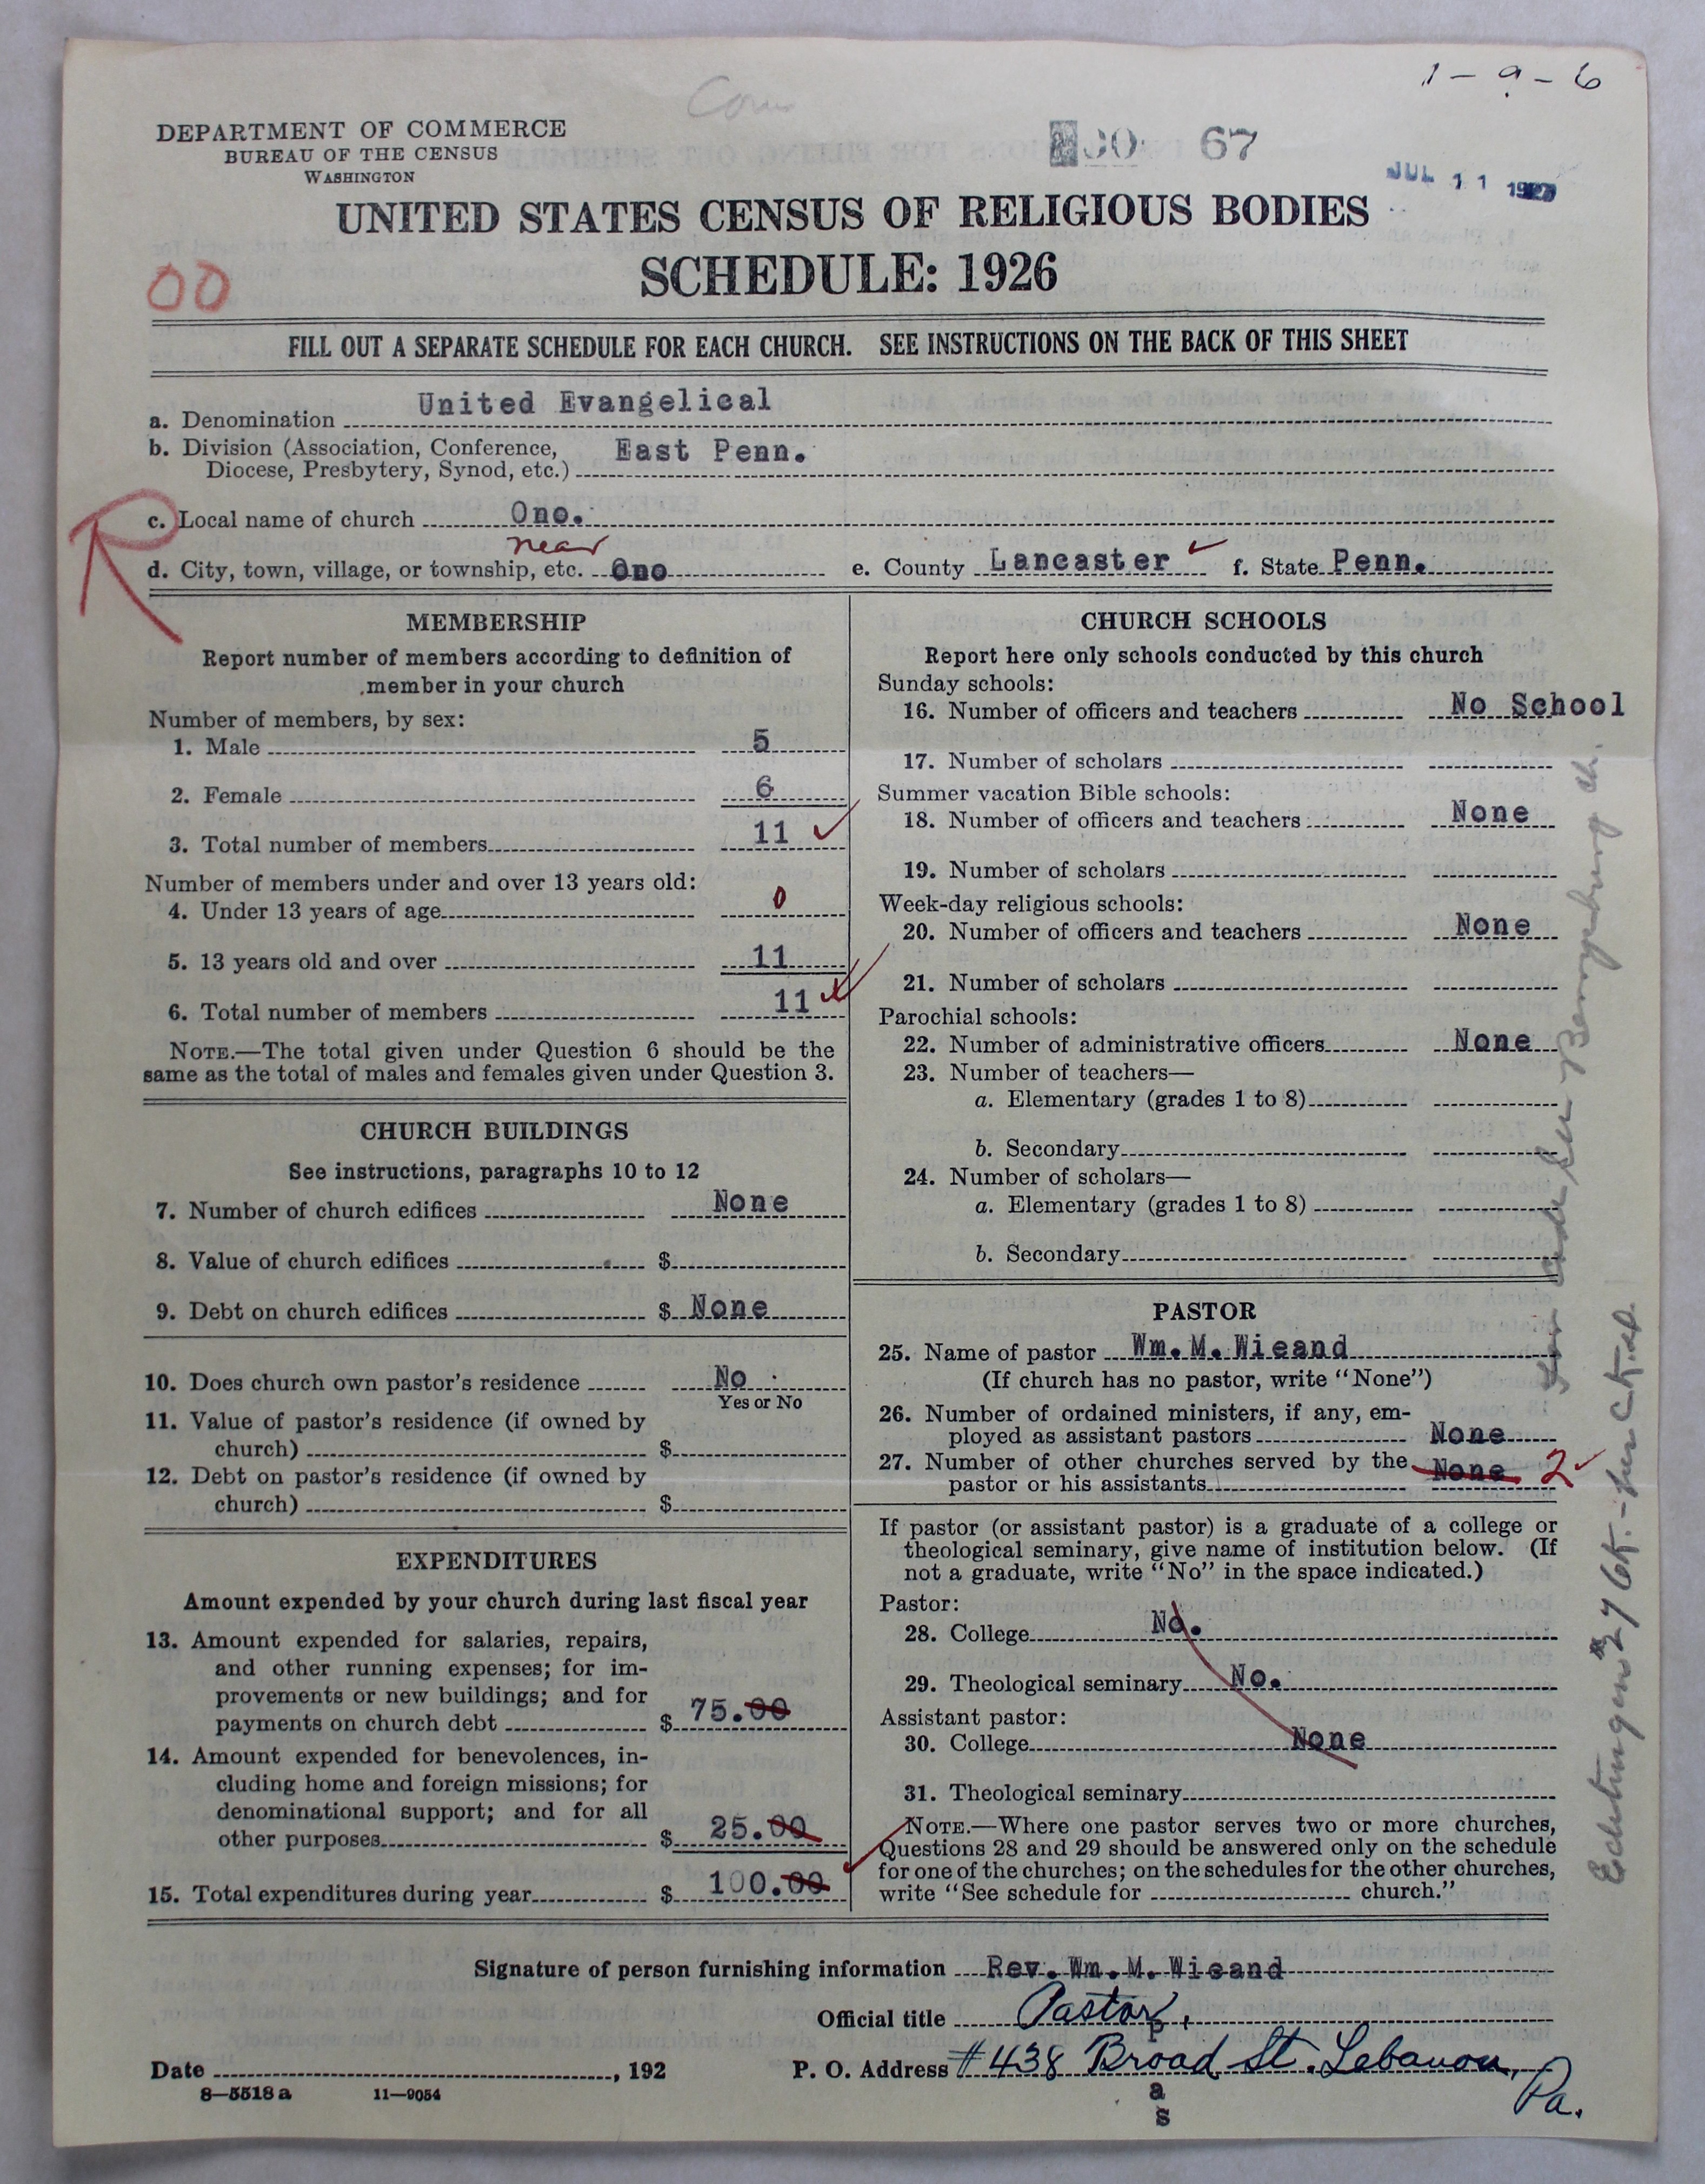 1-9-6
Com
DEPARTMENT OF COMMERCE
BUREAU OF THE CENSUS
WASHINGTON
67
JUL 11 1927
UNITED STATES CENSUS OF RELIGIOUS BODIES
SCHEDULE: 1926
00
FILL OUT A SEPARATE SCHEDULE FOR EACH CHURCH. SEE INSTRUCTIONS ON THE BACK OF THIS SHEET
a. Denomination United Evangelical
b. Division (Association, Conference, Diocese, Presbytery, Synod, etc.) East Penn.
R
c. Local name of church Ono.
near
d. City, town, village, or township, etc. Ono e. County Lancaster f. State Penn.
MEMBERSHIP
Report number of members according to definition of
member in your church
Number of members, by sex:
1. Male 5
2. Female 6
3. Total number of members 11
Number of members under and over 13 years old:
4. Under 13 years of age 0
5. 13 years old and over 11
6. Total number of members 11
NOTE.—The total given under Question 6 should be the
same as the total of males and females given under Question 3.
CHURCH BUILDINGS
See instructions, paragraphs 10 to 12
7. Number of church edifices None
8. Value of church edifices $
9. Debt on church edifices $ None
10. Does church own pastor's residence No
Yes or No
11. Value of pastor's residence (if owned by
church) $
12. Debt on pastor's residence (if owned by
church) $
EXPENDITURES
Amount expended by your church during last fiscal year
13. Amount expended for salaries, repairs,
and other running expenses; for im-
provements or new buildings; and for
payments on church debt $ 75.00
14. Amount expended for benevolences, in-
cluding home and foreign missions; for
denominational support; and for all
other purposes $ 25.00
15. Total expenditures during year $ 100.00
CHURCH SCHOOLS
Report here only schools conducted by this church
Sunday schools:
16. Number of officers and teachers No School
17. Number of scholars
Summer vacation Bible schools:
18. Number of officers and teachers None
19. Number of scholars
Week-day religious schools:
20. Number of officers and teachers None
21. Number of scholars
Parochial schools:
22. Number of administrative officers None
23. Number of teachers—
a. Elementary (grades 1 to 8)
b. Secondary
24. Number of scholars—
a. Elementary (grades 1 to 8)
b. Secondary
PASTOR
25. Name of pastor Wm. M. Wieand
(If church has no pastor, write "None")
26. Number of ordained ministers, if any, em-
ployed as assistant pastors None
27. Number of other churches served by the
pastor or his assistants None 2
If pastor (or assistant pastor) is a graduate of a college or
theological seminary, give name of institution below. (If
not a graduate, write "No" in the space indicated.)
Pastor:
28. College No.
29. Theological seminary No.
Assistant pastor:
30. College None
31. Theological seminary
NOTE.—Where one pastor serves two or more churches,
Questions 28 and 29 should be answered only on the schedule
for one of the churches; on the schedules for the other churches,
write "See schedule for church."
Signature of person furnishing information Rev. Wm. M. Wieand
Official title Pastor,
p
Date , 192 P. O. Address #438 Broad St. Lebanon, Pa.
8—5518 a 11—9054
a
s